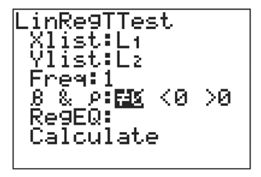 LinRegTTest
Xlist:L₁
Ylist:L₂
Freq:1
β & ρ:≠0 <0 >0
RegEQ:
Calculate